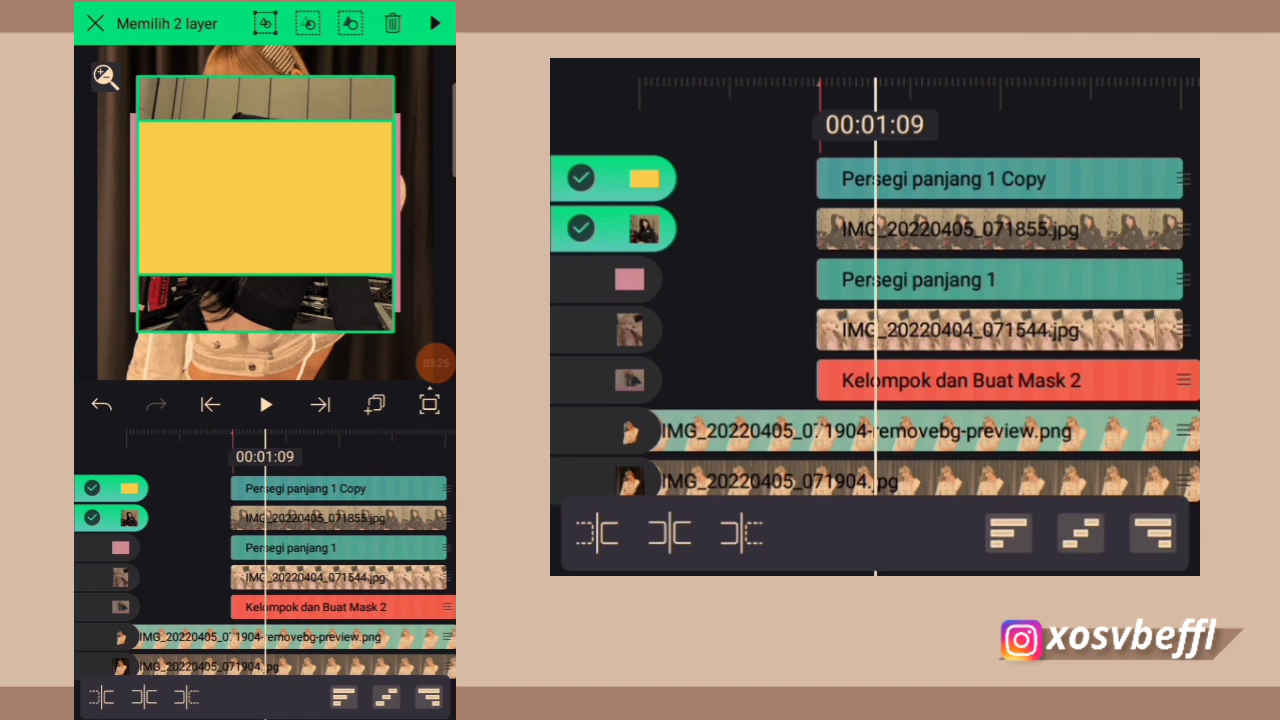 Memilih 2 layer
03:25
00:01:09
Persegi panjang 1 Copy
IMG_20220405_071855.jpg
Persegi panjang 1
IMG_20220404_071544.jpg
Kelompok dan Buat Mask 2
IMG_20220405_071904-removebg-preview.png
IMG_20220405_071904.jpg
00:01:09
Persegi panjang 1 Copy
IMG_20220405_071855.jpg
Persegi panjang 1
IMG_20220404_071544.jpg
Kelompok dan Buat Mask 2
IMG_20220405_071904-removebg-preview.png
IMG_20220405_071904.jpg
xosvbeffl